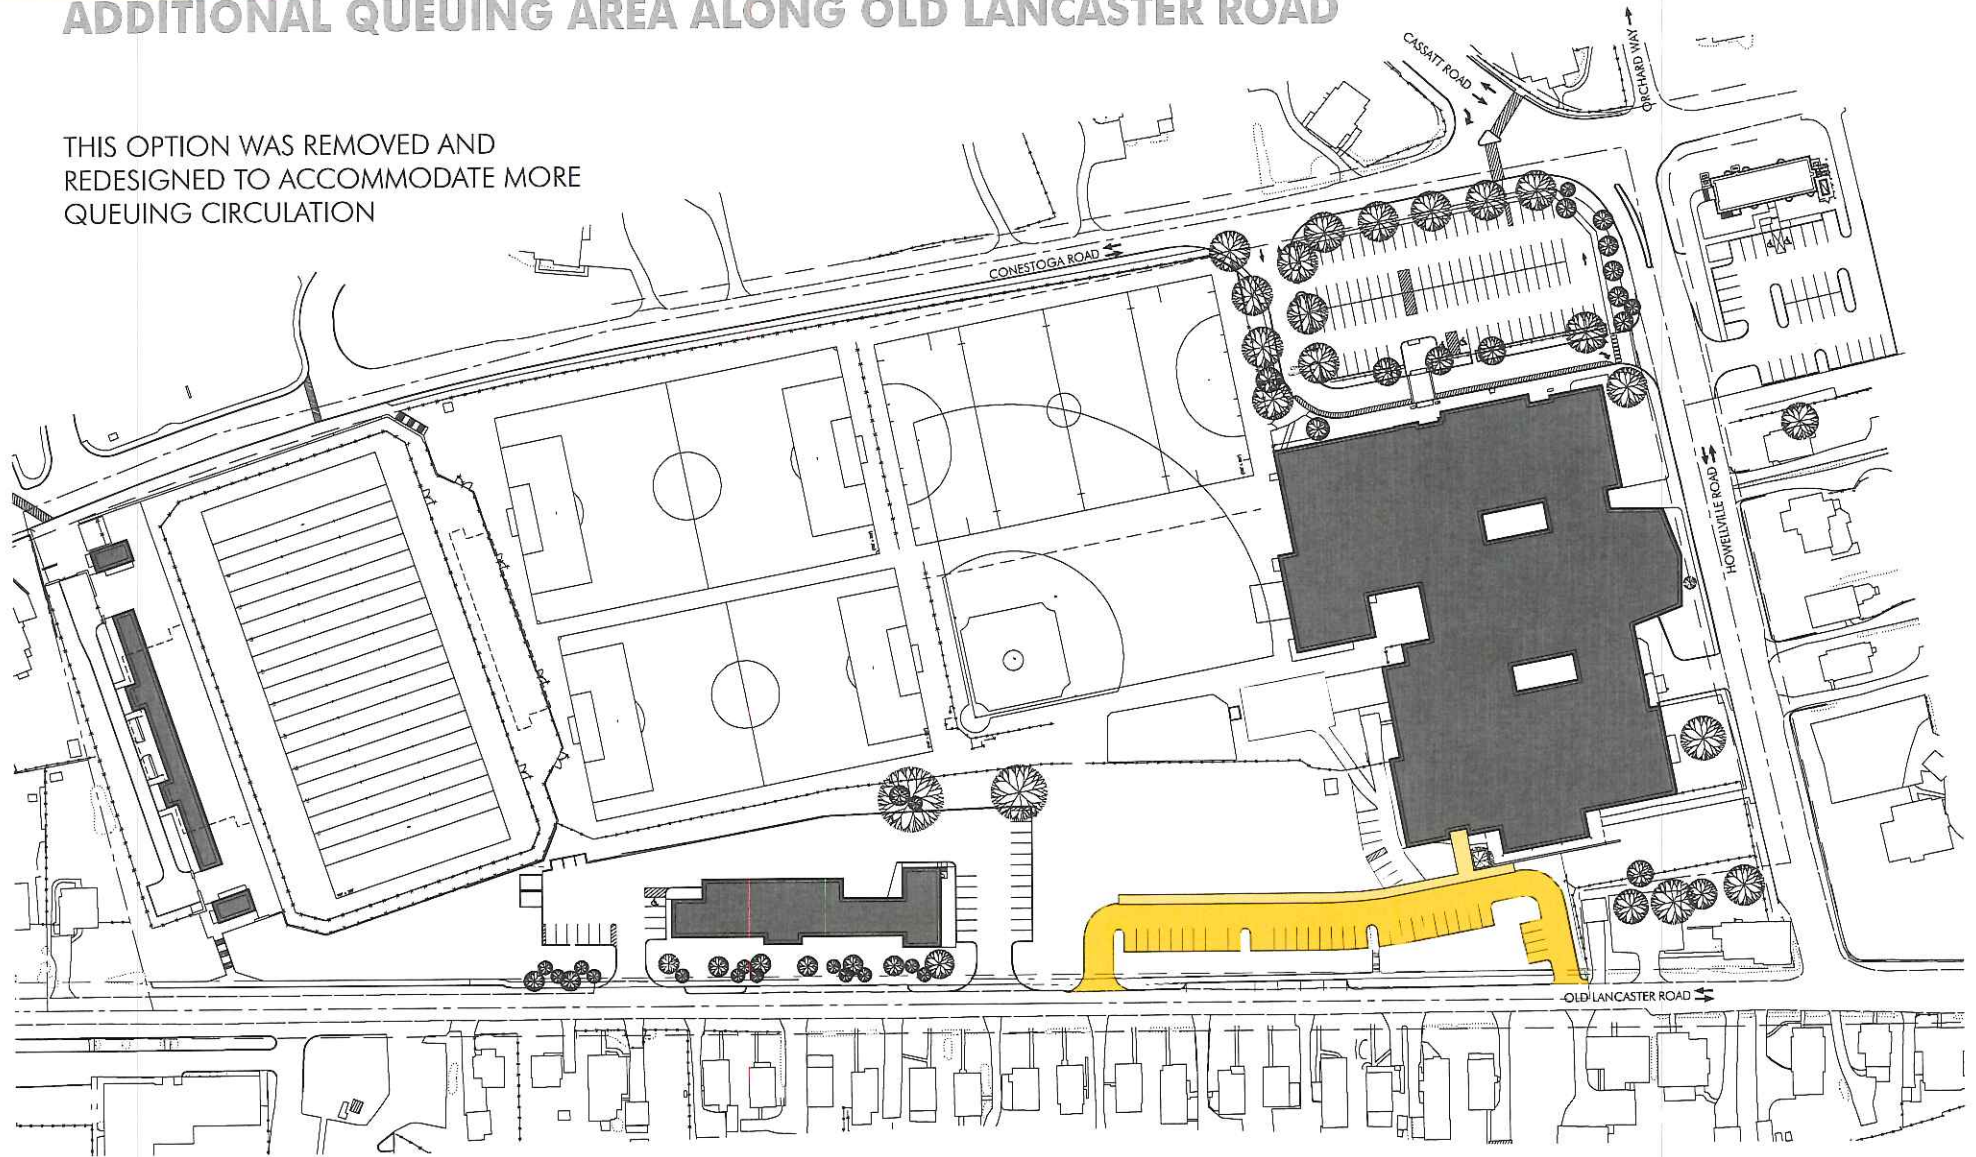 ADDITIONAL QUEUING AREA ALONG OLD LANCASTER ROAD
THIS OPTION WAS REMOVED AND
REDESIGNED TO ACCOMMODATE MORE
QUEUING CIRCULATION
CASSATT ROAD
ORCHARD WAY
CONESTOGA ROAD
HOWELLVILLE ROAD
OLD LANCASTER ROAD